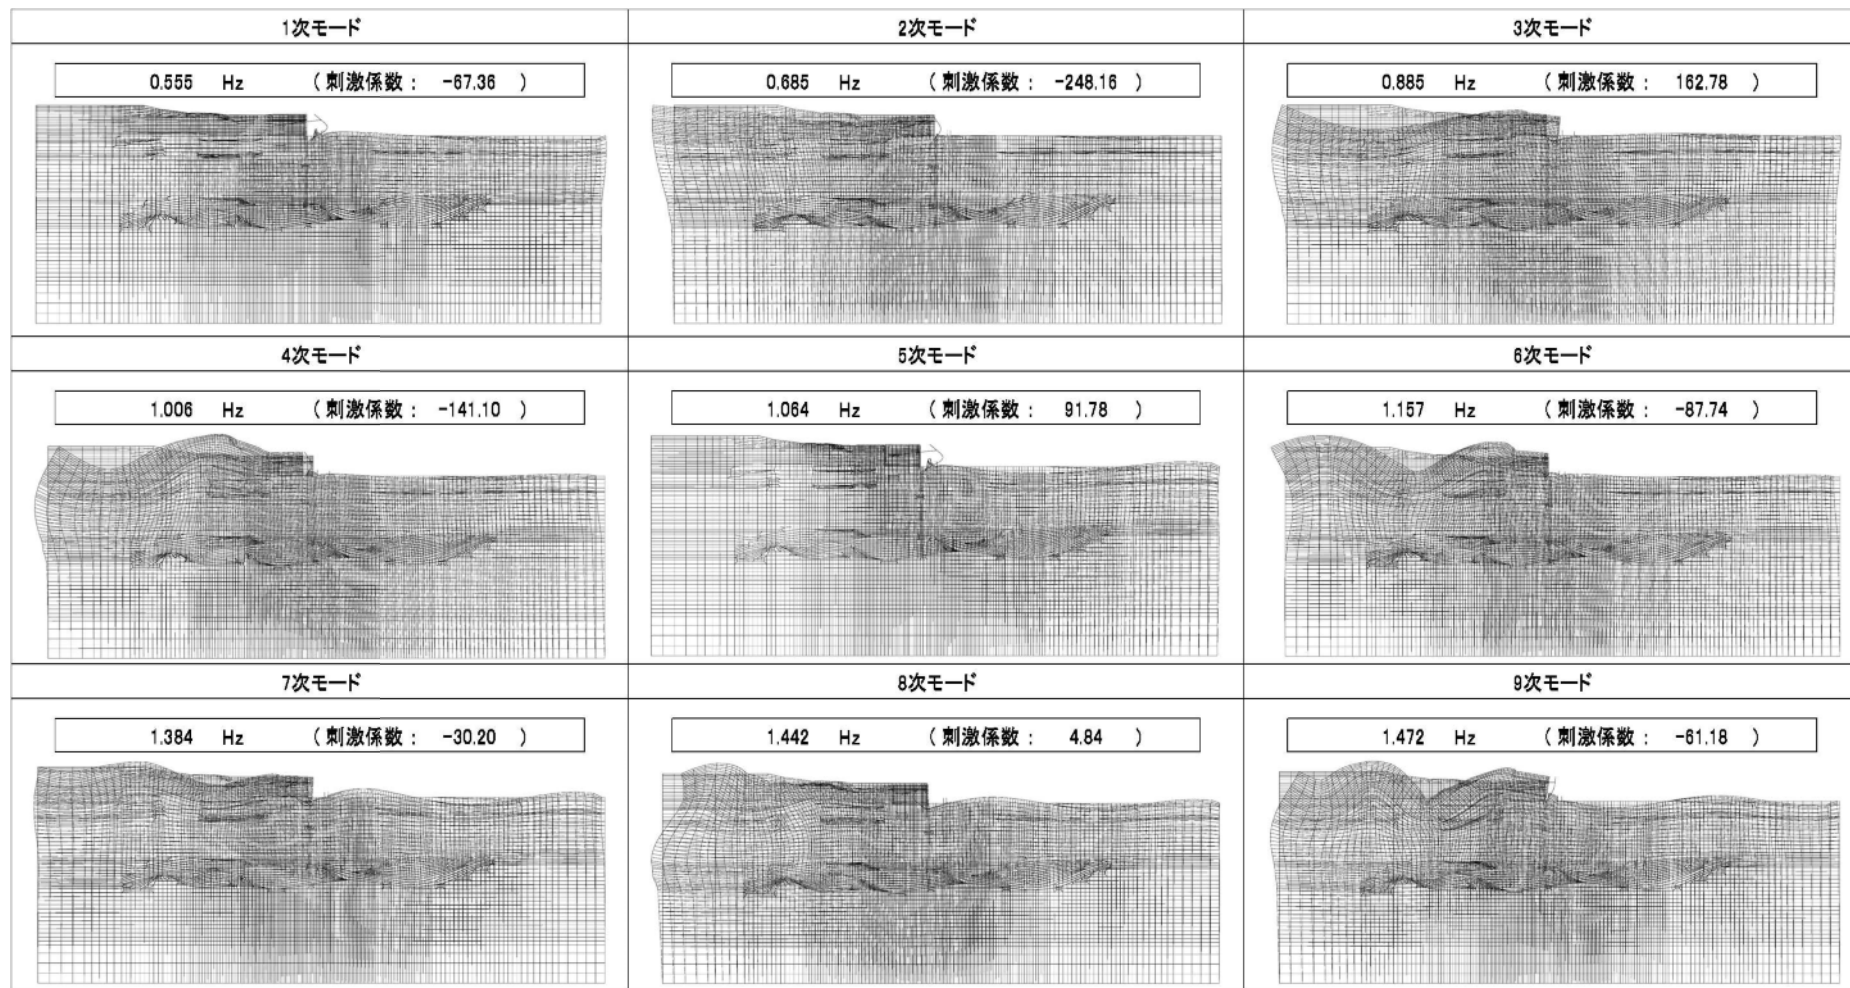 1次モード
2次モード
3次モード
0.555 Hz (刺激係数: -67.36 )
0.685 Hz (刺激係数: -248.16 )
0.885 Hz (刺激係数: 162.78 )
4次モード
5次モード
6次モード
1.006 Hz (刺激係数: -141.10 )
1.064 Hz (刺激係数: 91.78 )
1.157 Hz (刺激係数: -87.74 )
7次モード
8次モード
9次モード
1.384 Hz (刺激係数: -30.20 )
1.442 Hz (刺激係数: 4.84 )
1.472 Hz (刺激係数: -61.18 )